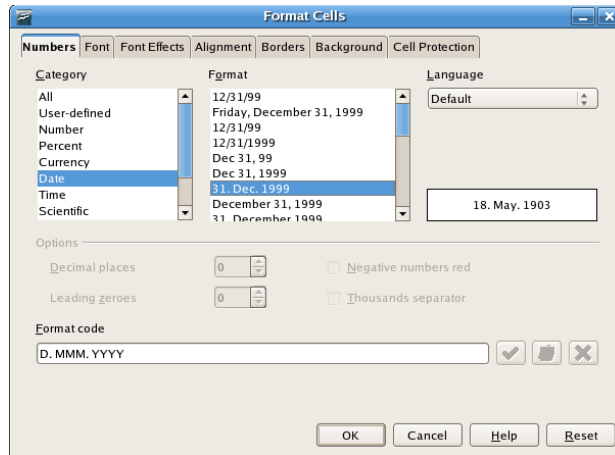 Format Cells
Numbers Font Font Effects Alignment Borders Background Cell Protection
Category
All
User-defined
Number
Percent
Currency
Date
Time
Scientific
Format
12/31/99
Friday, December 31, 1999
12/31/99
12/31/1999
Dec 31, 99
Dec 31, 1999
31. Dec. 1999
December 31, 1999
31. December 1999
Language
Default
18. May. 1903
Options
Decimal places 0 Negative numbers red
Leading zeroes 0 Thousands separator
Format code
D. MMM. YYYY
OK Cancel Help Reset